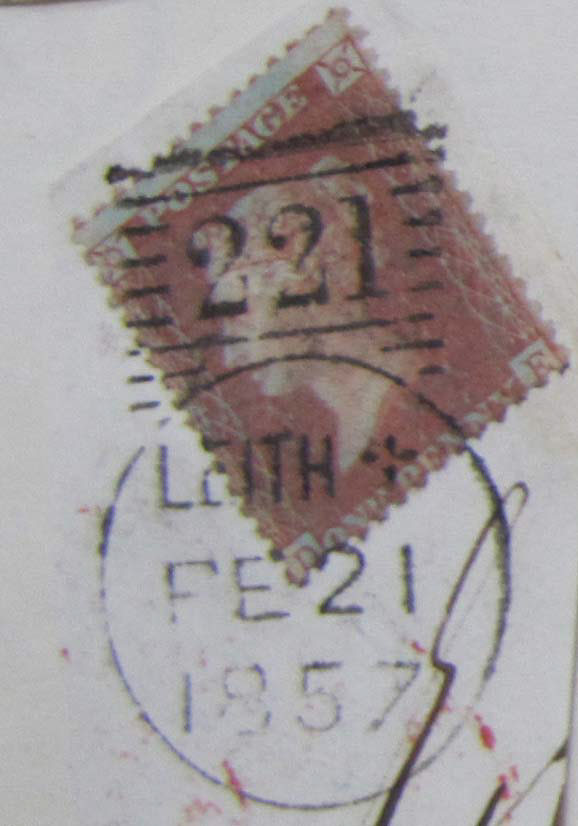 POSTAGE
221
ONE PENNY
E
LEITH
FE 21
1857